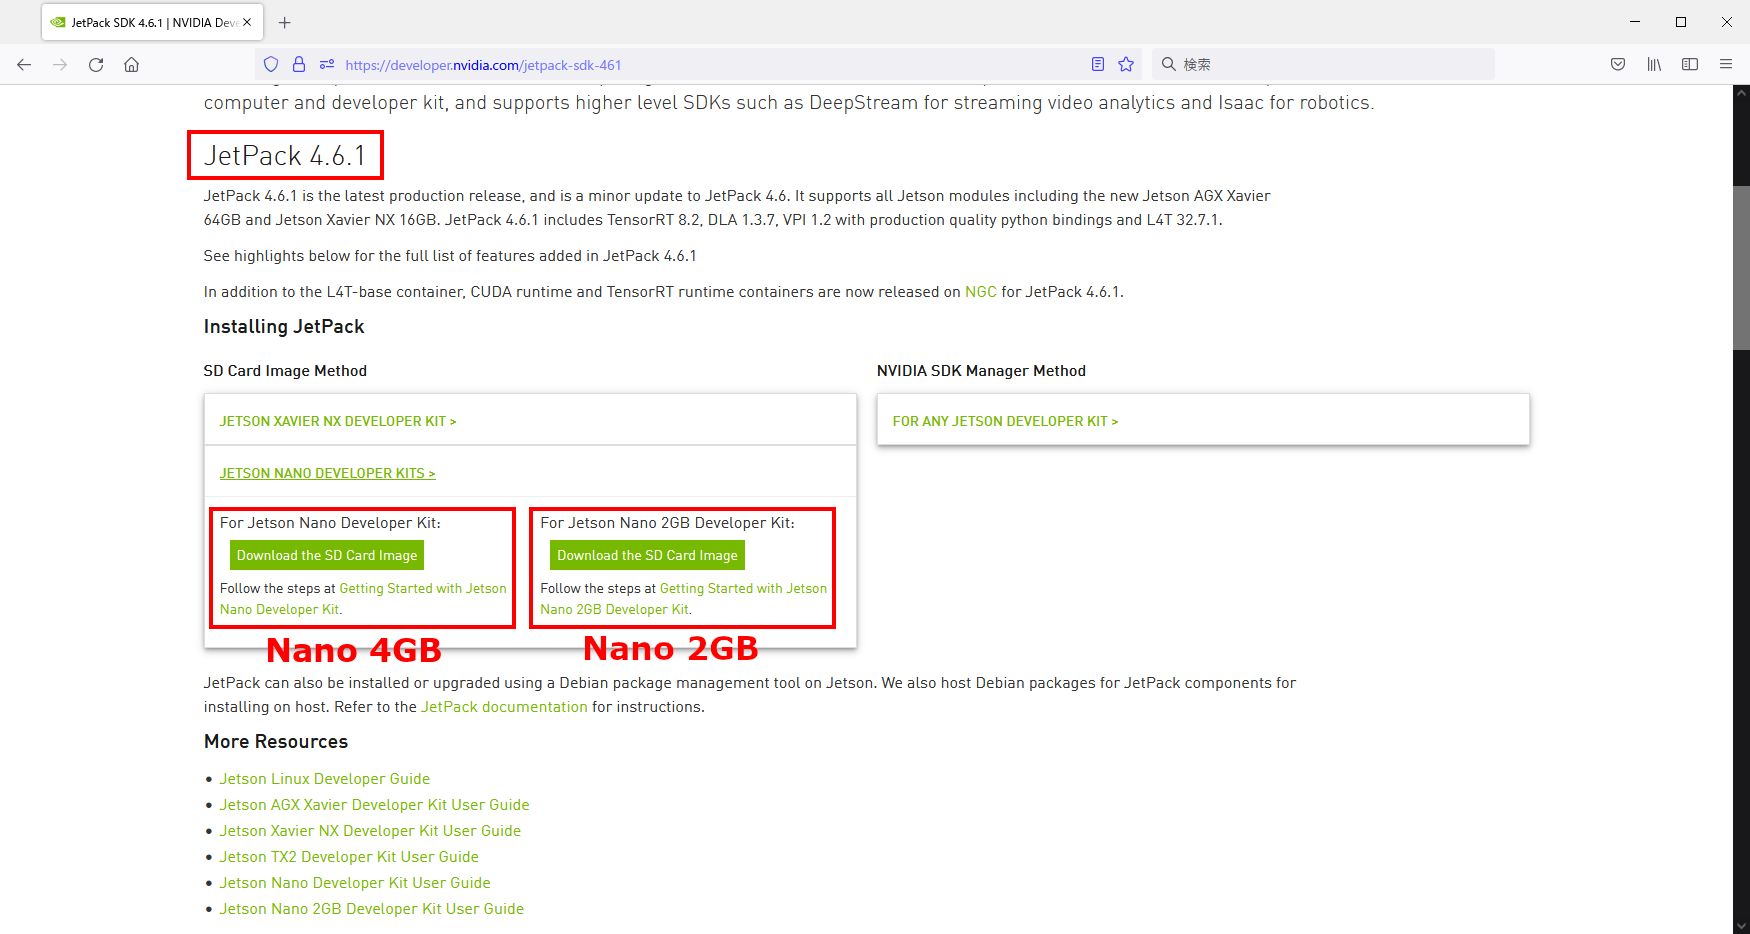 JetPack SDK 4.6.1 | NVIDIA Deve
https://developer.nvidia.com/jetpack-sdk-461
検索
computer and developer kit, and supports higher level SDKs such as DeepStream for streaming video analytics and Isaac for robotics.
JetPack 4.6.1
JetPack 4.6.1 is the latest production release, and is a minor update to JetPack 4.6. It supports all Jetson modules including the new Jetson AGX Xavier
64GB and Jetson Xavier NX 16GB. JetPack 4.6.1 includes TensorRT 8.2, DLA 1.3.7, VPI 1.2 with production quality python bindings and L4T 32.7.1.
See highlights below for the full list of features added in JetPack 4.6.1
In addition to the L4T-base container, CUDA runtime and TensorRT runtime containers are now released on NGC for JetPack 4.6.1.
Installing JetPack
SD Card Image Method
JETSON XAVIER NX DEVELOPER KIT >
JETSON NANO DEVELOPER KITS >
For Jetson Nano Developer Kit:
Download the SD Card Image
Follow the steps at Getting Started with Jetson
Nano Developer Kit.
Nano 4GB
For Jetson Nano 2GB Developer Kit:
Download the SD Card Image
Follow the steps at Getting Started with Jetson
Nano 2GB Developer Kit.
Nano 2GB
NVIDIA SDK Manager Method
FOR ANY JETSON DEVELOPER KIT >
JetPack can also be installed or upgraded using a Debian package management tool on Jetson. We also host Debian packages for JetPack components for
installing on host. Refer to the JetPack documentation for instructions.
More Resources
• Jetson Linux Developer Guide
• Jetson AGX Xavier Developer Kit User Guide
• Jetson Xavier NX Developer Kit User Guide
• Jetson TX2 Developer Kit User Guide
• Jetson Nano Developer Kit User Guide
• Jetson Nano 2GB Developer Kit User Guide